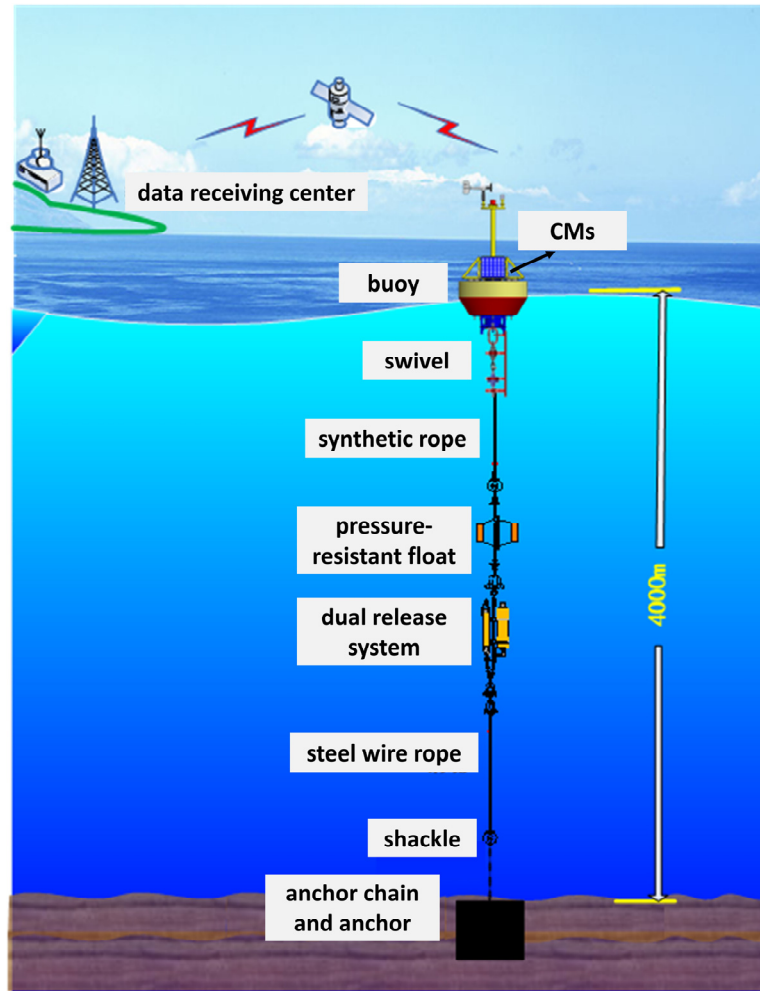 data receiving center
CMs
buoy
swivel
synthetic rope
pressure-
resistant float
dual release
system
4000m
steel wire rope
shackle
anchor chain
and anchor